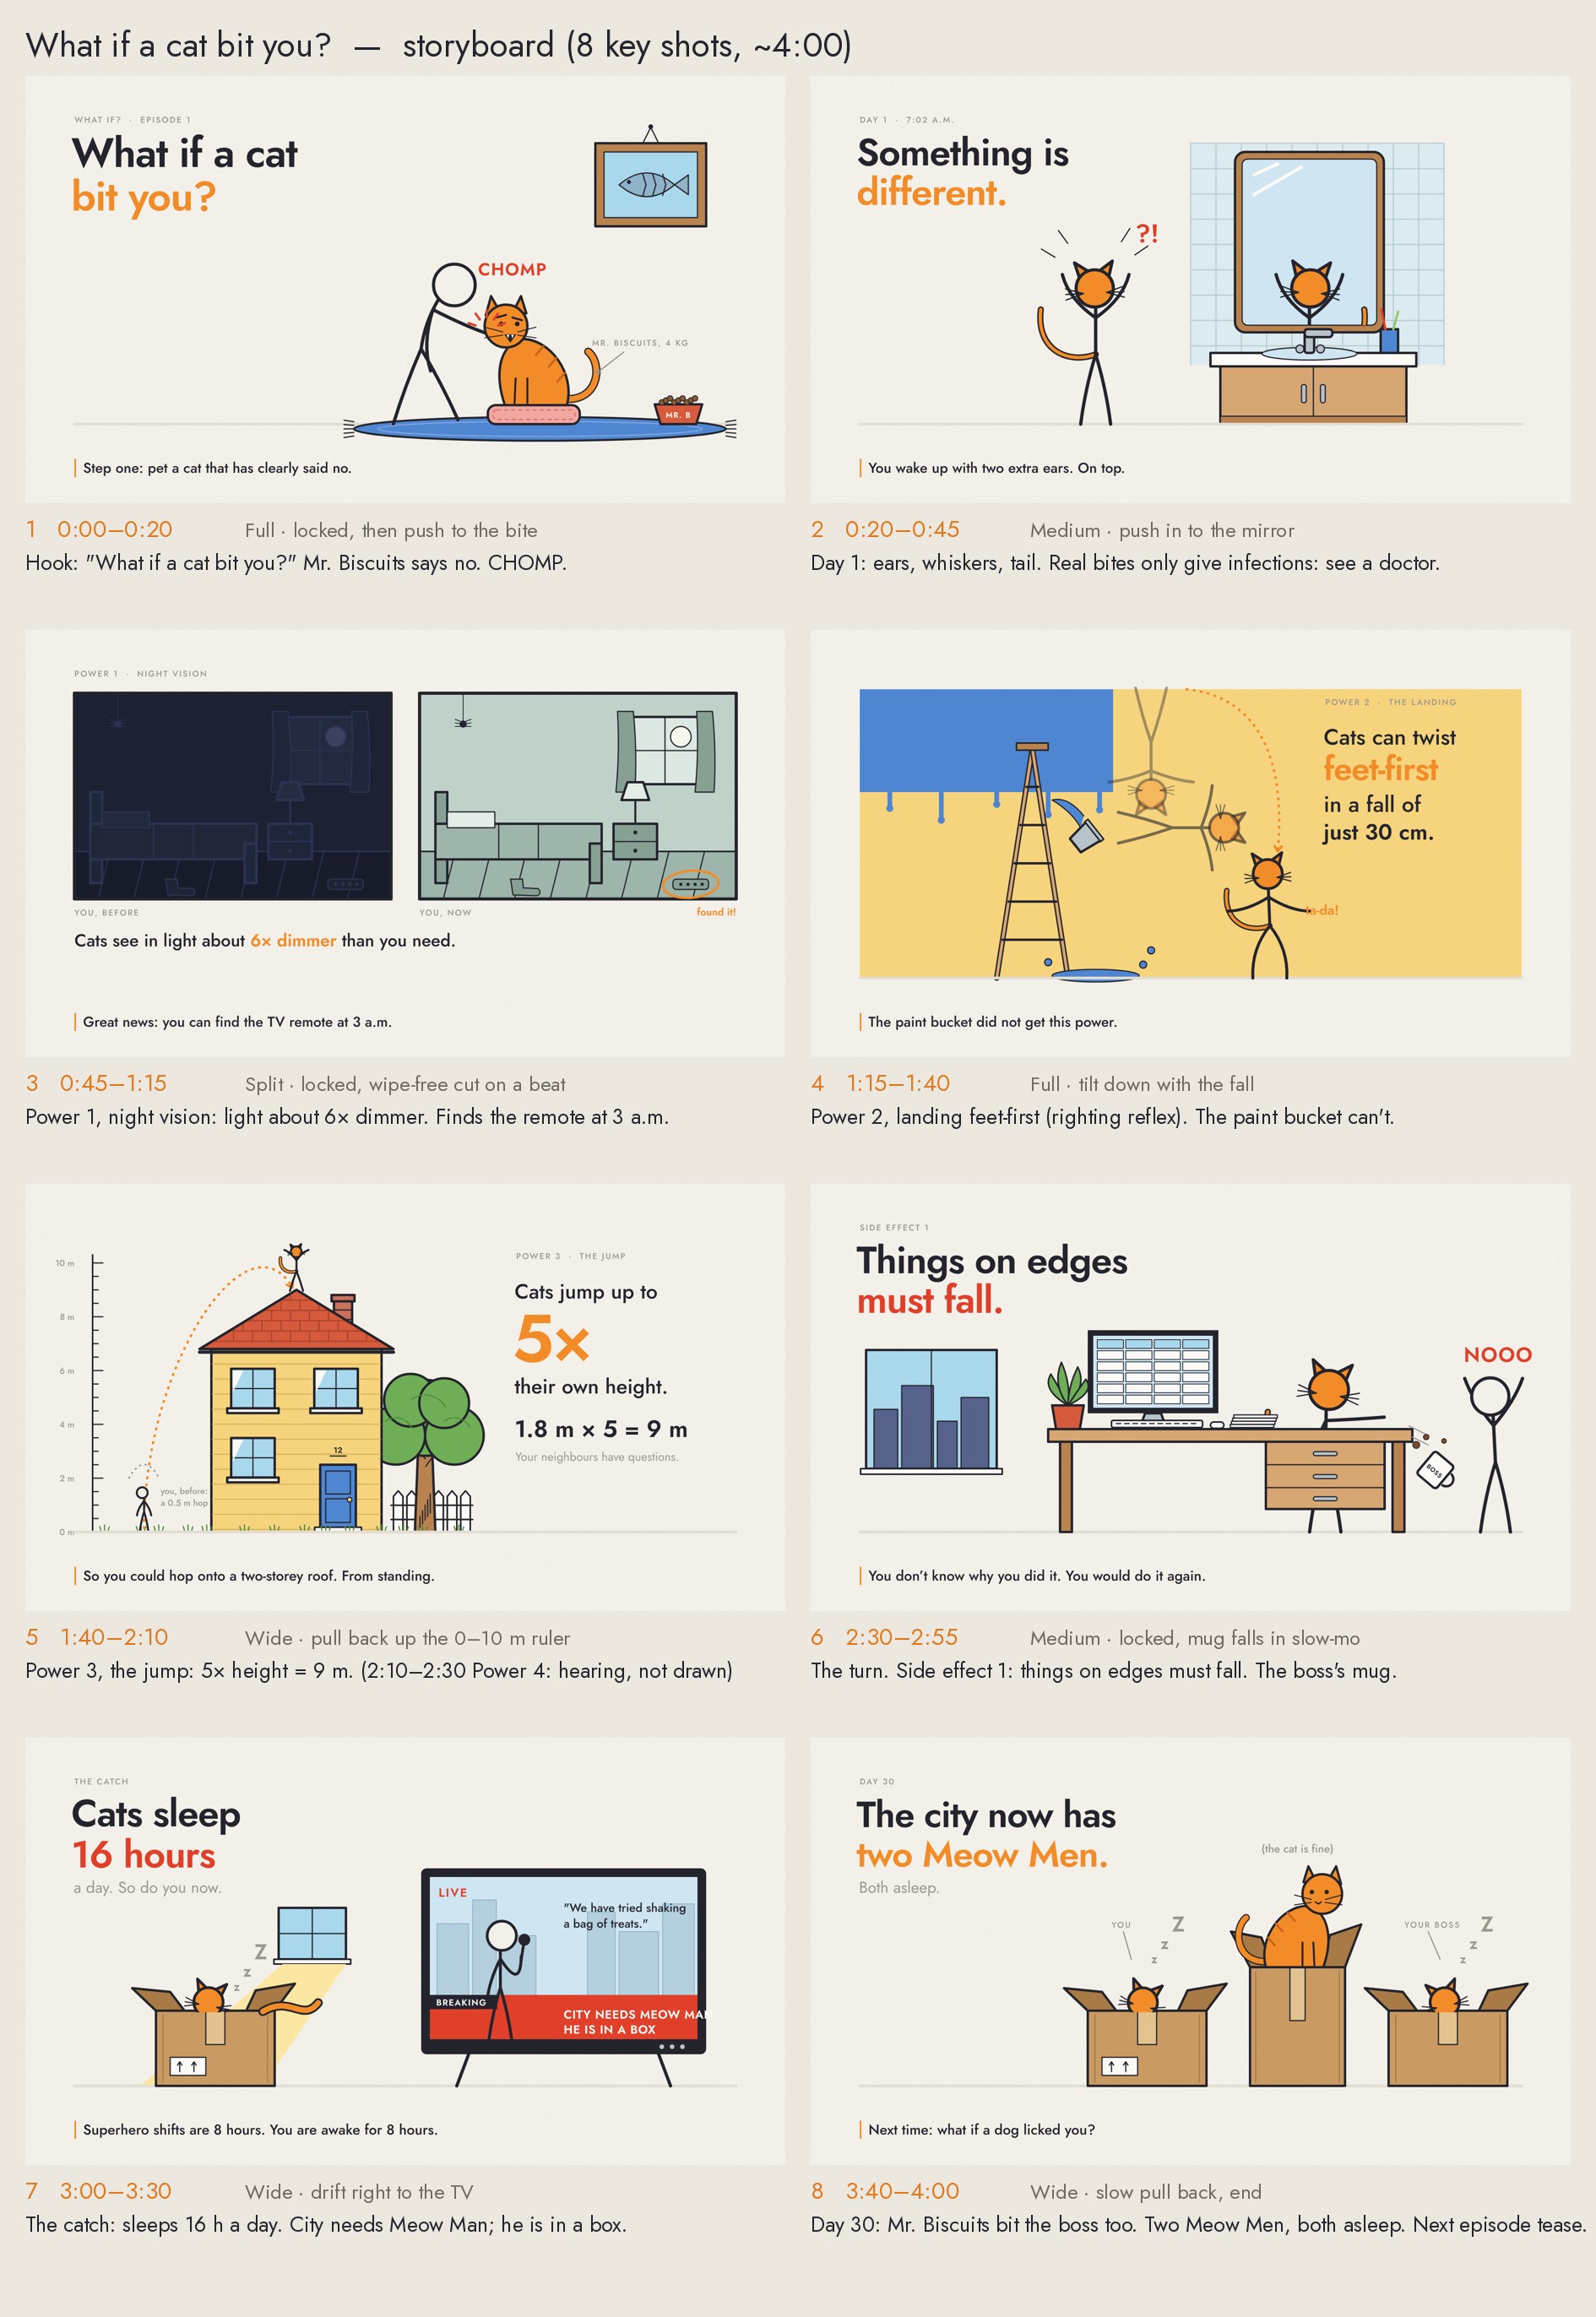 What if a cat bit you? — storyboard (8 key shots, ~4:00)
WHAT IF? · EPISODE 1
What if a cat
bit you?
CHOMP
MR. BISCUITS, 4 KG
MR. B
Step one: pet a cat that has clearly said no.
1 0:00–0:20 Full · locked, then push to the bite
Hook: "What if a cat bit you?" Mr. Biscuits says no. CHOMP.
DAY 1 · 7:02 A.M.
Something is
different.
?!
You wake up with two extra ears. On top.
2 0:20–0:45 Medium · push in to the mirror
Day 1: ears, whiskers, tail. Real bites only give infections: see a doctor.
POWER 1 · NIGHT VISION
YOU, BEFORE
YOU, NOW
found it!
Cats see in light about 6× dimmer than you need.
Great news: you can find the TV remote at 3 a.m.
3 0:45–1:15 Split · locked, wipe-free cut on a beat
Power 1, night vision: light about 6× dimmer. Finds the remote at 3 a.m.
POWER 2 · THE LANDING
Cats can twist
feet-first
in a fall of
just 30 cm.
ta-da!
The paint bucket did not get this power.
4 1:15–1:40 Full · tilt down with the fall
Power 2, landing feet-first (righting reflex). The paint bucket can't.
10 m
8 m
6 m
4 m
2 m
0 m
you, before:
a 0.5 m hop
12
POWER 3 · THE JUMP
Cats jump up to
5×
their own height.
1.8 m × 5 = 9 m
Your neighbours have questions.
So you could hop onto a two-storey roof. From standing.
5 1:40–2:10 Wide · pull back up the 0–10 m ruler
Power 3, the jump: 5× height = 9 m. (2:10–2:30 Power 4: hearing, not drawn)
SIDE EFFECT 1
Things on edges
must fall.
NOOO
BOSS
You don't know why you did it. You would do it again.
6 2:30–2:55 Medium · locked, mug falls in slow-mo
The turn. Side effect 1: things on edges must fall. The boss's mug.
THE CATCH
Cats sleep
16 hours
a day. So do you now.
Z
z
z
LIVE
"We have tried shaking
a bag of treats."
BREAKING
CITY NEEDS MEOW MAN
HE IS IN A BOX
Superhero shifts are 8 hours. You are awake for 8 hours.
7 3:00–3:30 Wide · drift right to the TV
The catch: sleeps 16 h a day. City needs Meow Man; he is in a box.
DAY 30
The city now has
two Meow Men.
Both asleep.
(the cat is fine)
YOU
Z
z
z
YOUR BOSS
Z
z
z
Next time: what if a dog licked you?
8 3:40–4:00 Wide · slow pull back, end
Day 30: Mr. Biscuits bit the boss too. Two Meow Men, both asleep. Next episode tease.